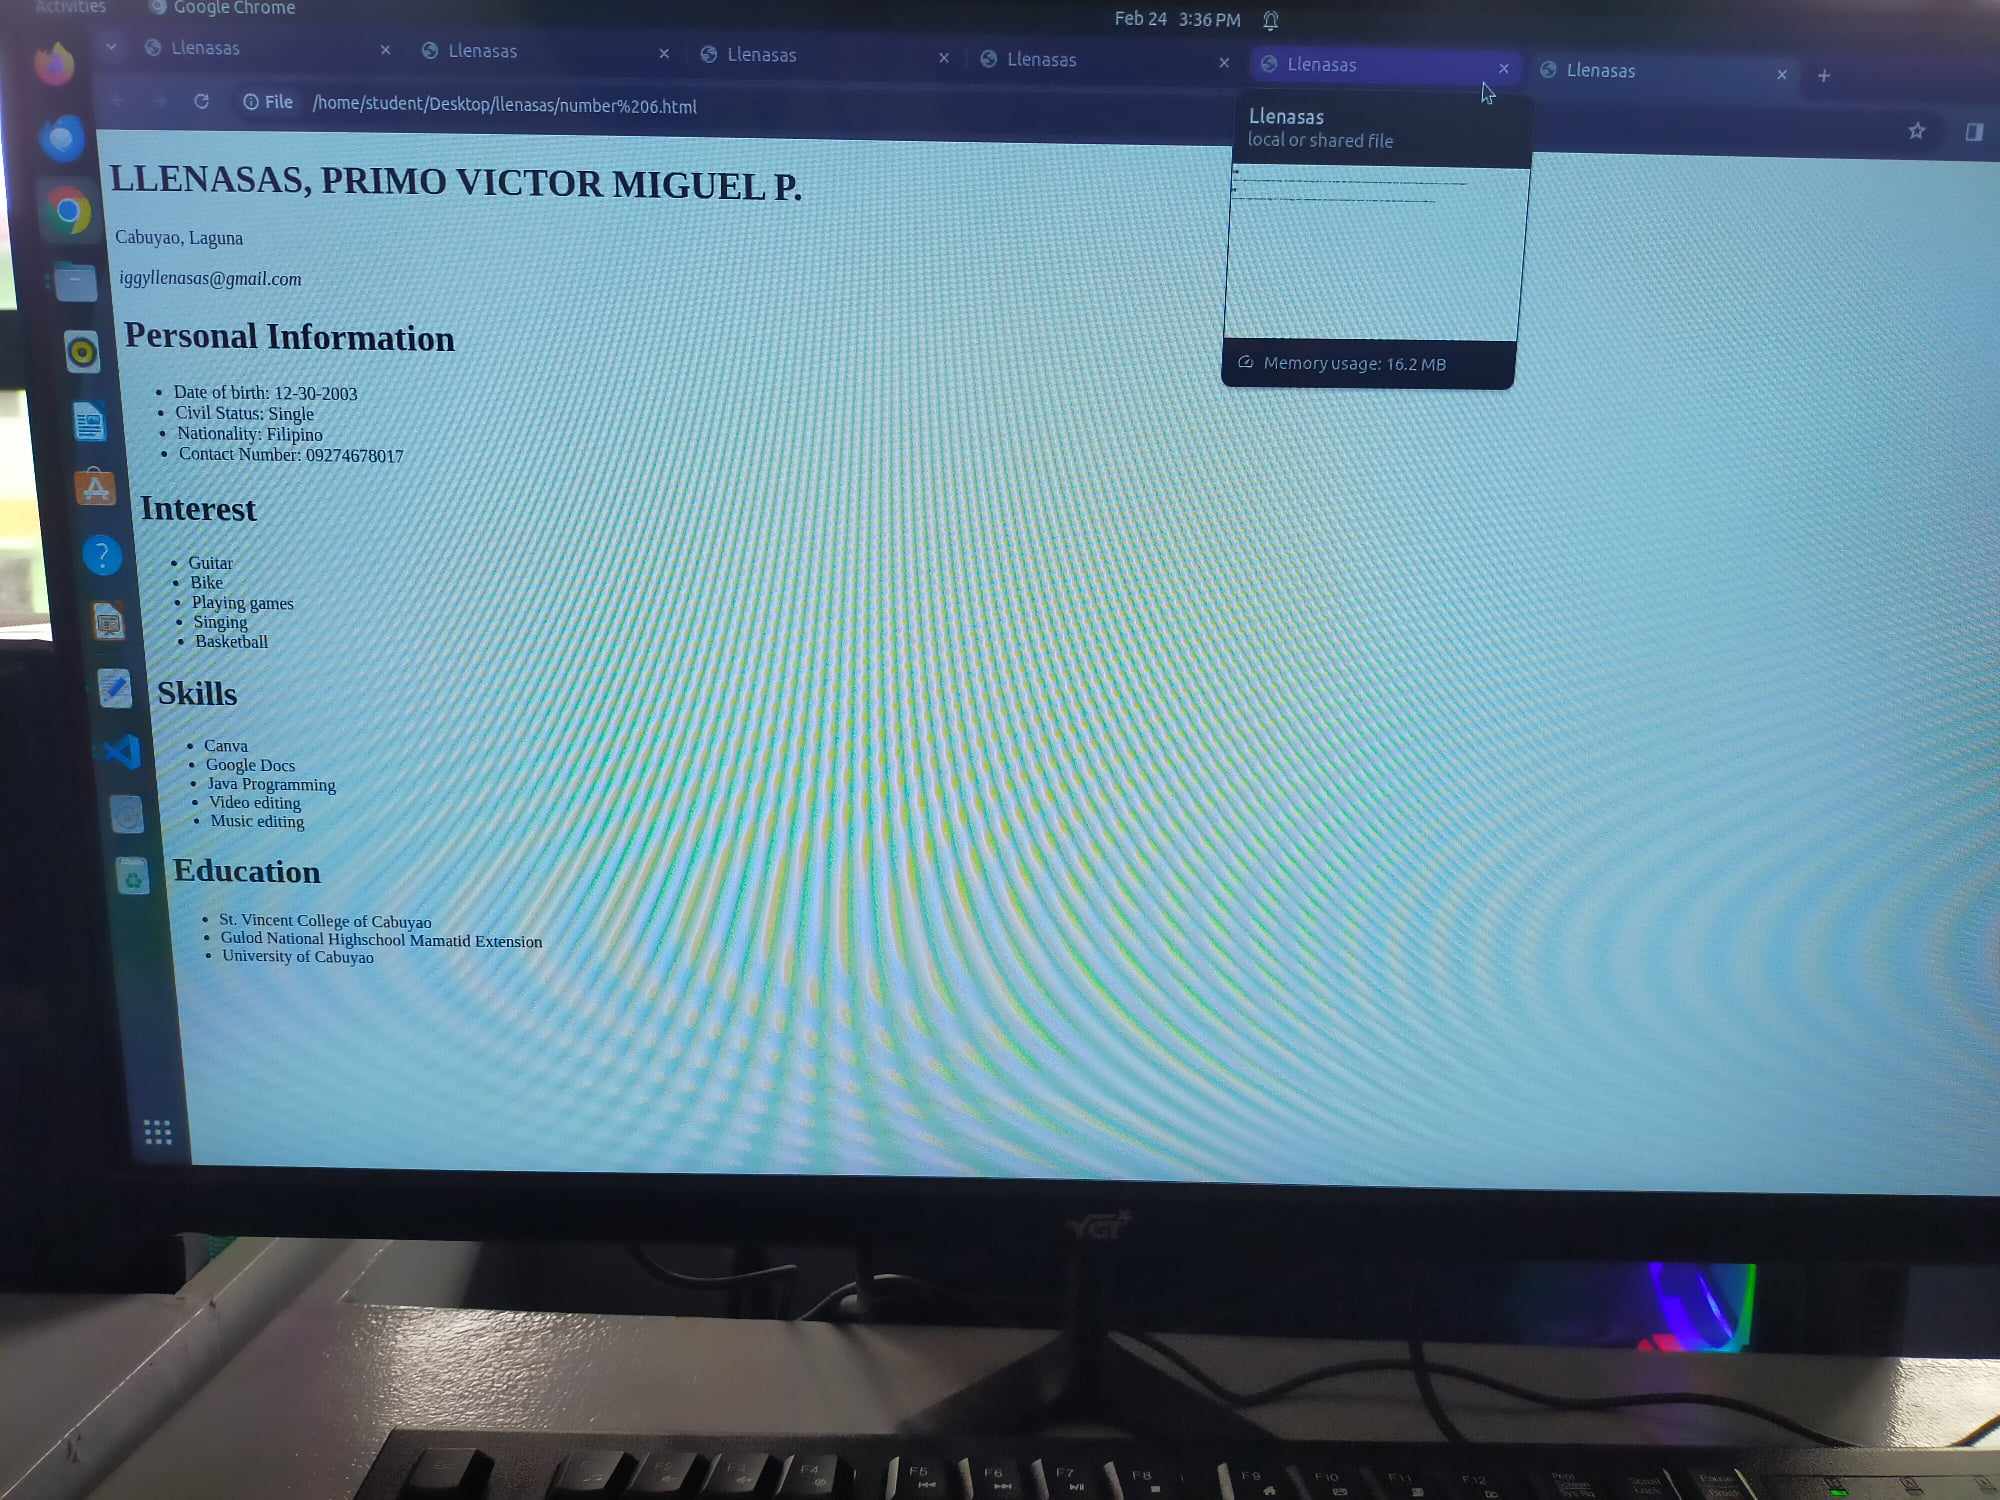 Activities
Google Chrome
Feb 24 3:36 PM
Llenasas
Llenasas
Llenasas
Llenasas
Llenasas
Llenasas
File
/home/student/Desktop/llenasas/number%206.html
Llenasas
local or shared file
Memory usage: 16.2 MB
LLENASAS, PRIMO VICTOR MIGUEL P.
Cabuyao, Laguna
iggyllenasas@gmail.com
Personal Information
• Date of birth: 12-30-2003
• Civil Status: Single
• Nationality: Filipino
• Contact Number: 09274678017
Interest
• Guitar
• Bike
• Playing games
• Singing
• Basketball
Skills
• Canva
• Google Docs
• Java Programming
• Video editing
• Music editing
Education
• St. Vincent College of Cabuyao
• Gulod National Highschool Mamatid Extension
• University of Cabuyao
F4
F5
F6
F7
F8
F9
F10
F11
F12